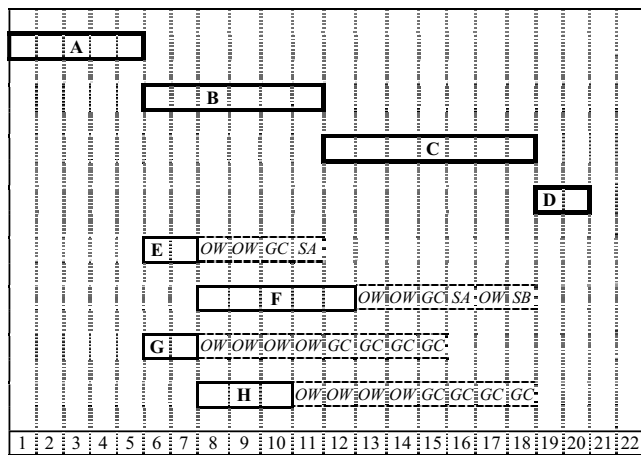 A
B
C
D
E OW OW GC SA
F OW OW GC SA OW SB
G OW OW OW OW GC GC GC GC
H OW OW OW OW GC GC GC GC
1 2 3 4 5 6 7 8 9 10 11 12 13 14 15 16 17 18 19 20 21 22